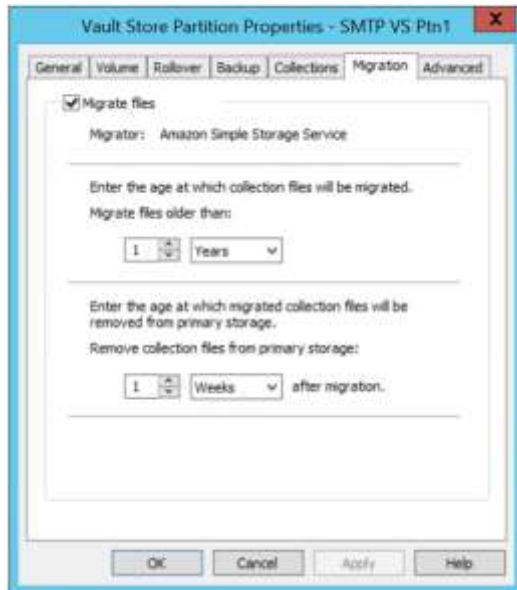 Vault Store Partition Properties - SMTP VS Ptn1
X
General Volume Rollover Backup Collections Migration Advanced
Migrate files
Migrator: Amazon Simple Storage Service
Enter the age at which collection files will be migrated.
Migrate files older than:
1 Years
Enter the age at which migrated collection files will be
removed from primary storage.
Remove collection files from primary storage:
1 Weeks after migration.
OK Cancel Apply Help